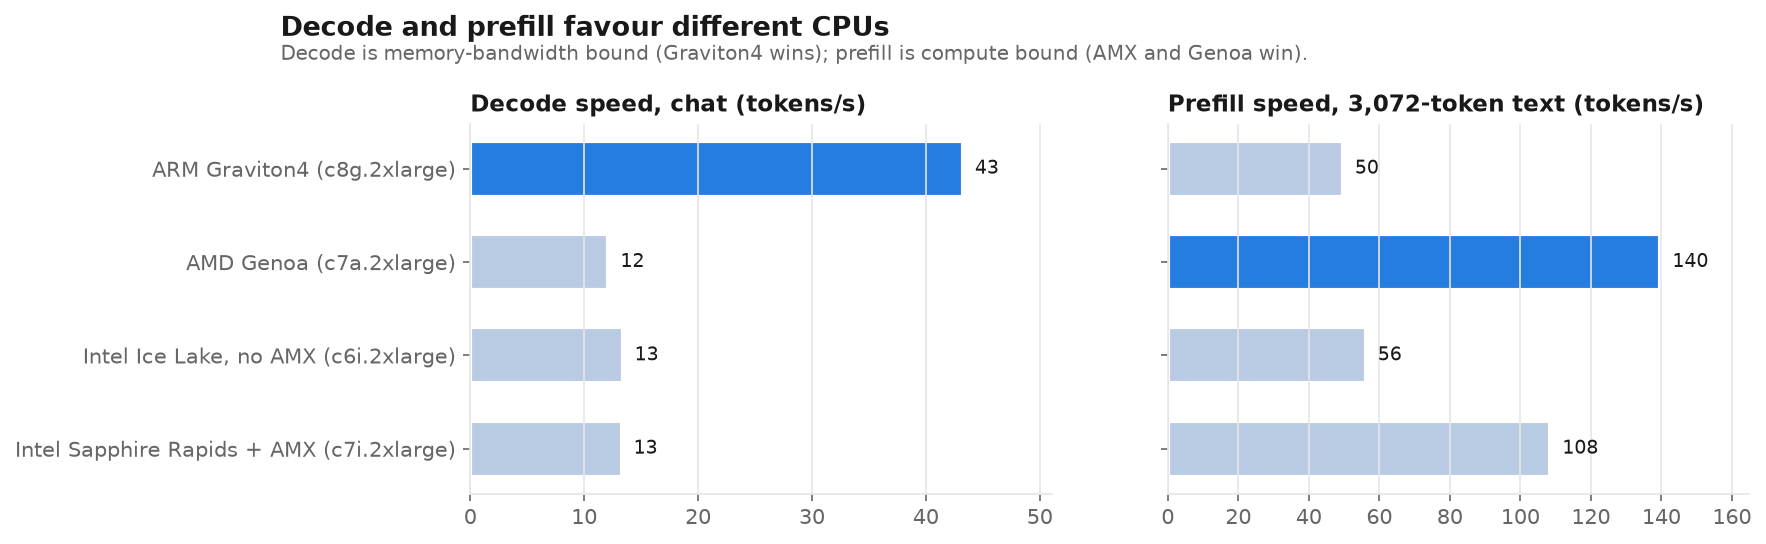 Decode and prefill favour different CPUs
Decode is memory-bandwidth bound (Graviton4 wins); prefill is compute bound (AMX and Genoa win).
Decode speed, chat (tokens/s)
ARM Graviton4 (c8g.2xlarge) 43
AMD Genoa (c7a.2xlarge) 12
Intel Ice Lake, no AMX (c6i.2xlarge) 13
Intel Sapphire Rapids + AMX (c7i.2xlarge) 13
0 10 20 30 40 50
Prefill speed, 3,072-token text (tokens/s)
50
140
56
108
0 20 40 60 80 100 120 140 160